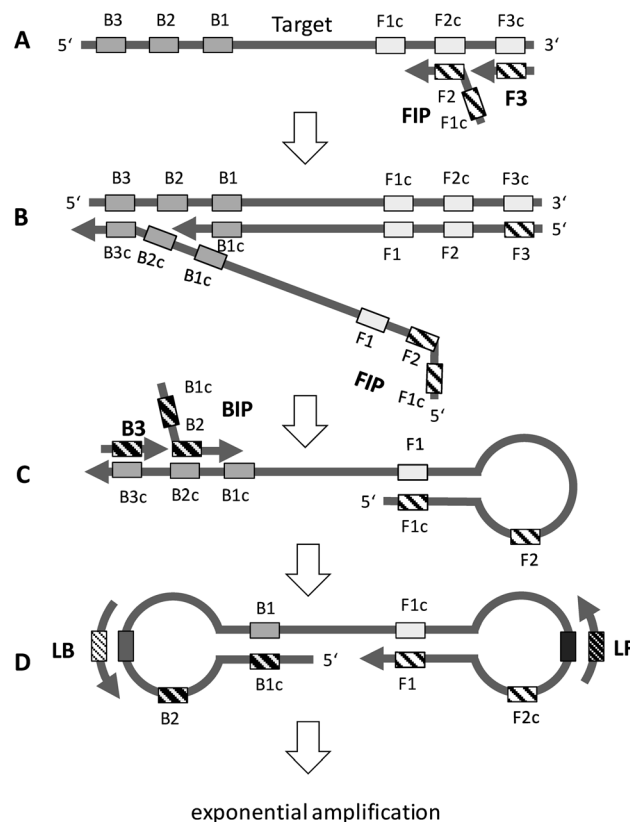 B3 B2 B1 Target F1c F2c F3c
A 5‘ 3‘
F2 F3
FIP F1c
B3 B2 B1 F1c F2c F3c
5‘ 3‘
B 5‘
B3c B2c B1c B1c F1 F2 F3
F1 F2
FIP F1c
5‘
B1c BIP
B3 B2 F1
C
B3c B2c B1c 5‘ F1c
F2
B1 F1c
LB LF
D 5‘
B1c F1
B2 F2c
exponential amplification